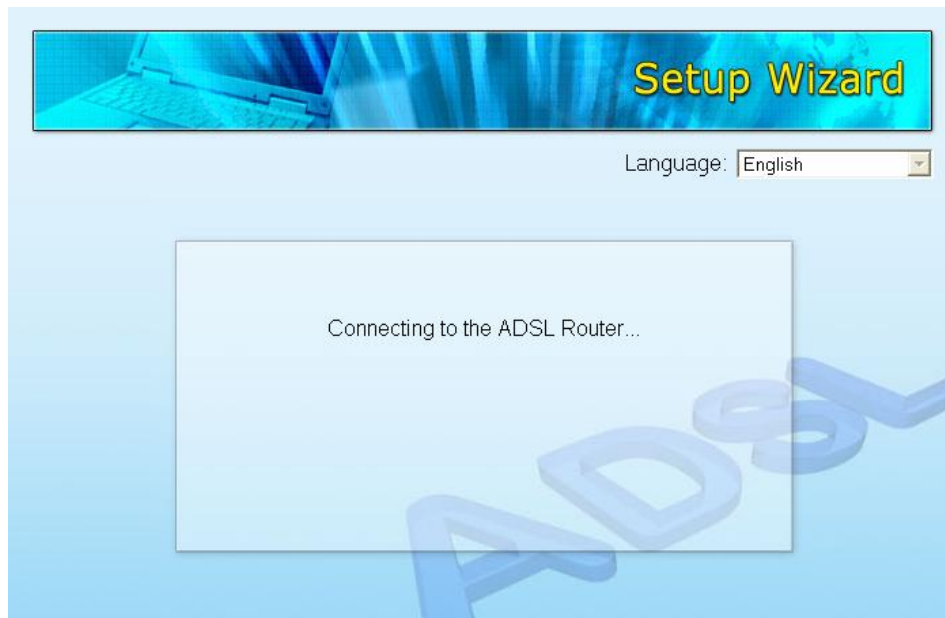 Setup Wizard
Language: English
Connecting to the ADSL Router...
ADSL